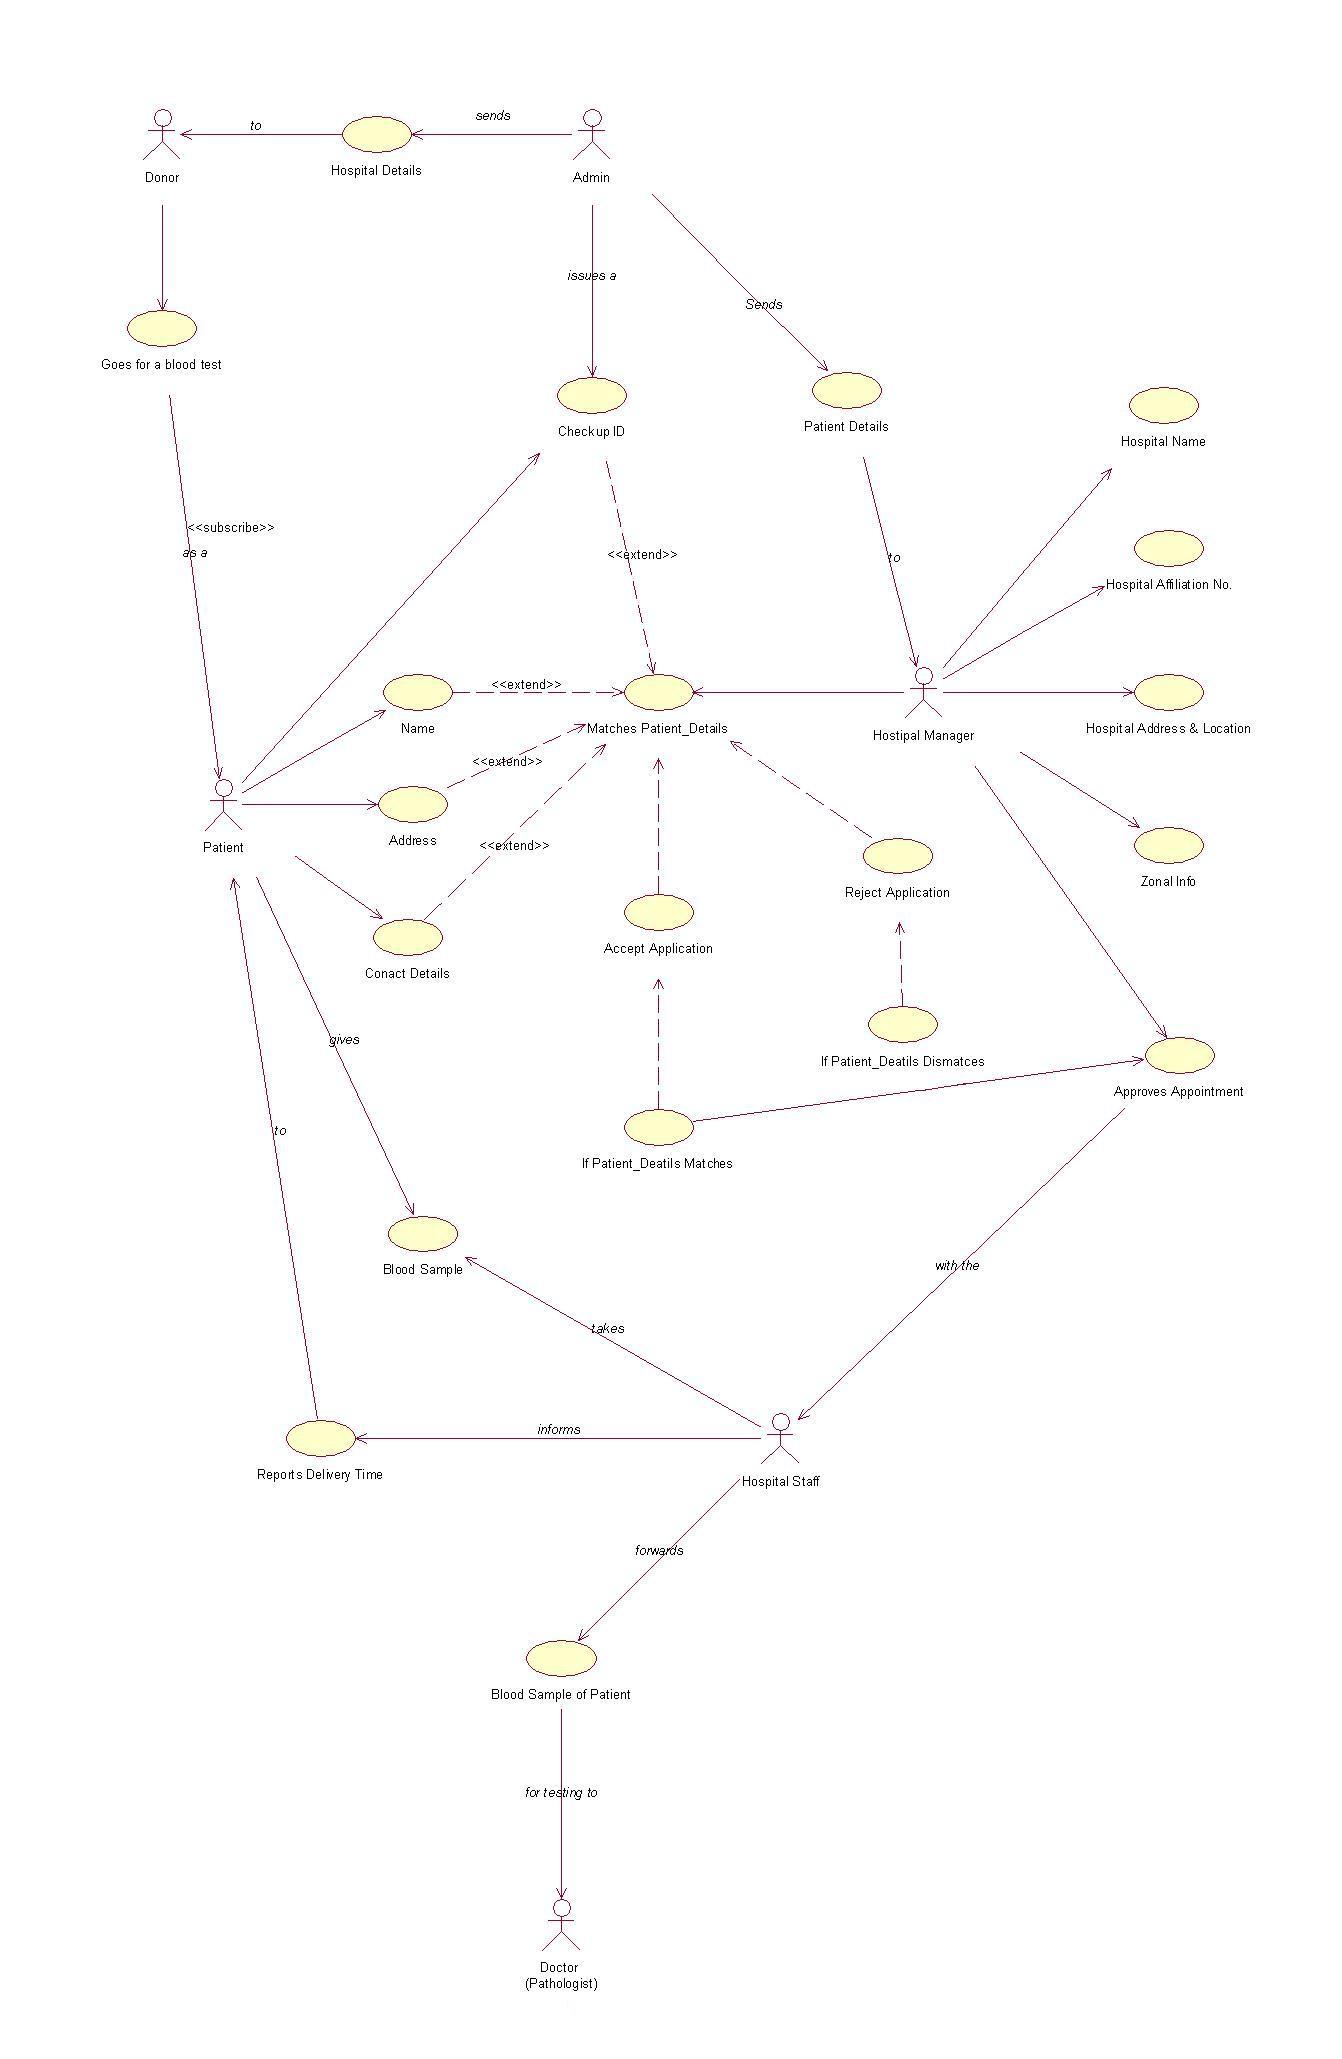 sends
to
Hospital Details
Donor
Admin
issues a
Sends
Goes for a blood test
Checkup ID
Patient Details
Hospital Name
<<subscribe>>
as a
<<extend>>
to
Hospital Affiliation No.
<<extend>>
Name
Matches Patient_Details
Hostipal Manager
Hospital Address & Location
<<extend>>
Address
Patient
<<extend>>
Zonal Info
Reject Application
Accept Application
Conact Details
gives
If Patient_Deatils Dismatces
Approves Appointment
to
If Patient_Deatils Matches
Blood Sample
with the
takes
informs
Reports Delivery Time
Hospital Staff
forwards
Blood Sample of Patient
for testing to
Doctor
(Pathologist)